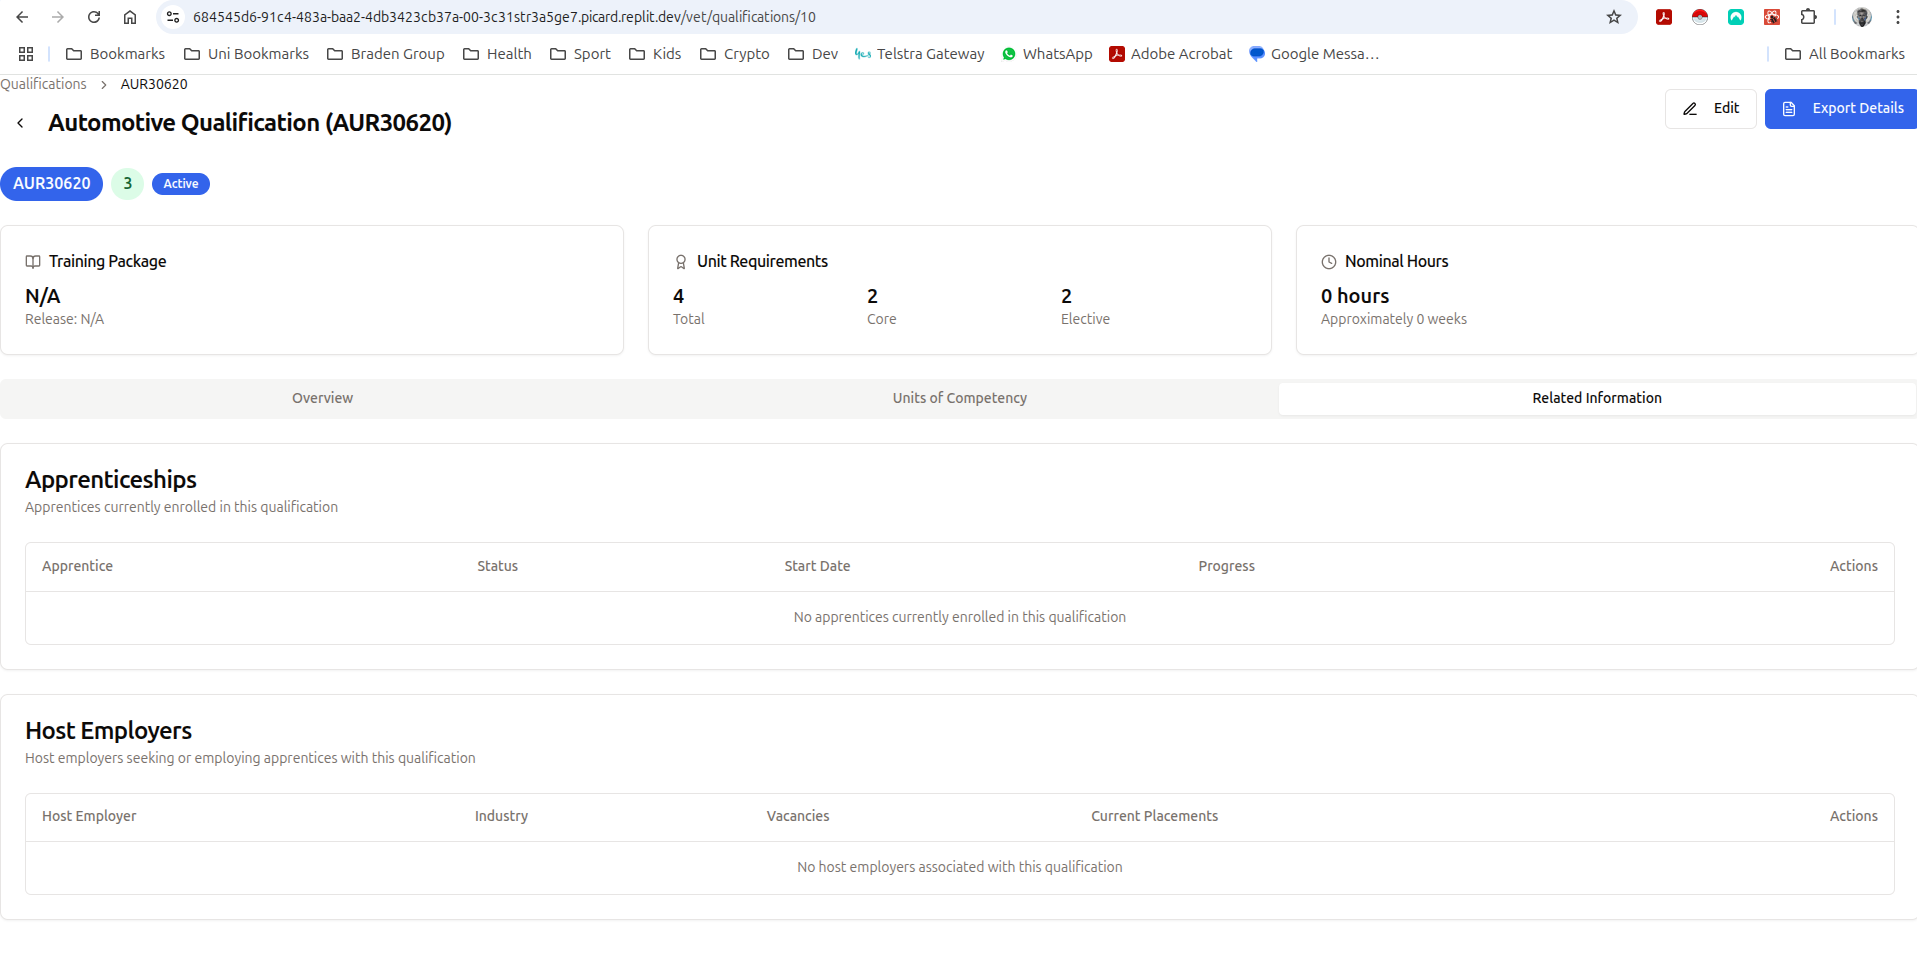 684545d6-91c4-483a-baa2-4db3423cb37a-00-3c31str3a5ge7.picard.replit.dev/vet/qualifications/10
Bookmarks Uni Bookmarks Braden Group Health Sport Kids Crypto Dev yes Telstra Gateway WhatsApp Adobe Acrobat Google Messa… All Bookmarks
Qualifications > AUR30620
Automotive Qualification (AUR30620)
Edit Export Details
AUR30620 3 Active
Training Package
N/A
Release: N/A
Unit Requirements
4 2 2
Total Core Elective
Nominal Hours
0 hours
Approximately 0 weeks
Overview Units of Competency Related Information
Apprenticeships
Apprentices currently enrolled in this qualification
Apprentice Status Start Date Progress Actions
No apprentices currently enrolled in this qualification
Host Employers
Host employers seeking or employing apprentices with this qualification
Host Employer Industry Vacancies Current Placements Actions
No host employers associated with this qualification